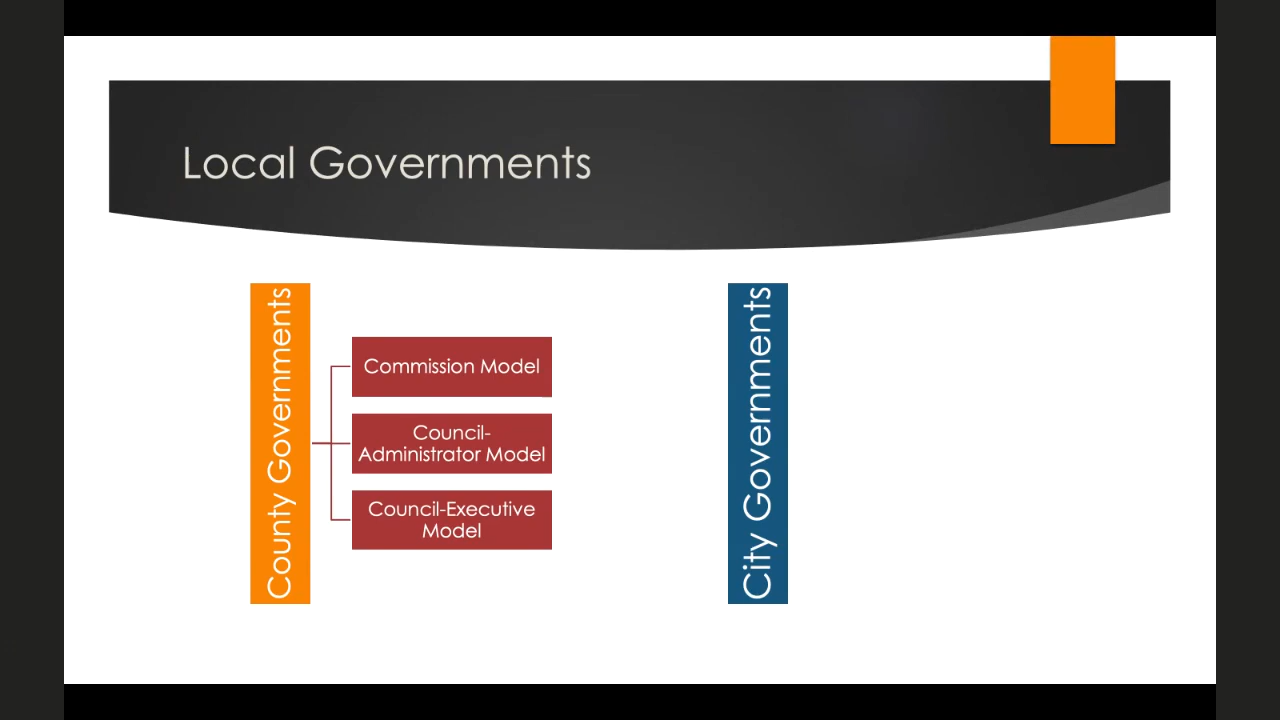 Local Governments
County Governments
Commission Model
Council-
Administrator Model
Council-Executive
Model
City Governments